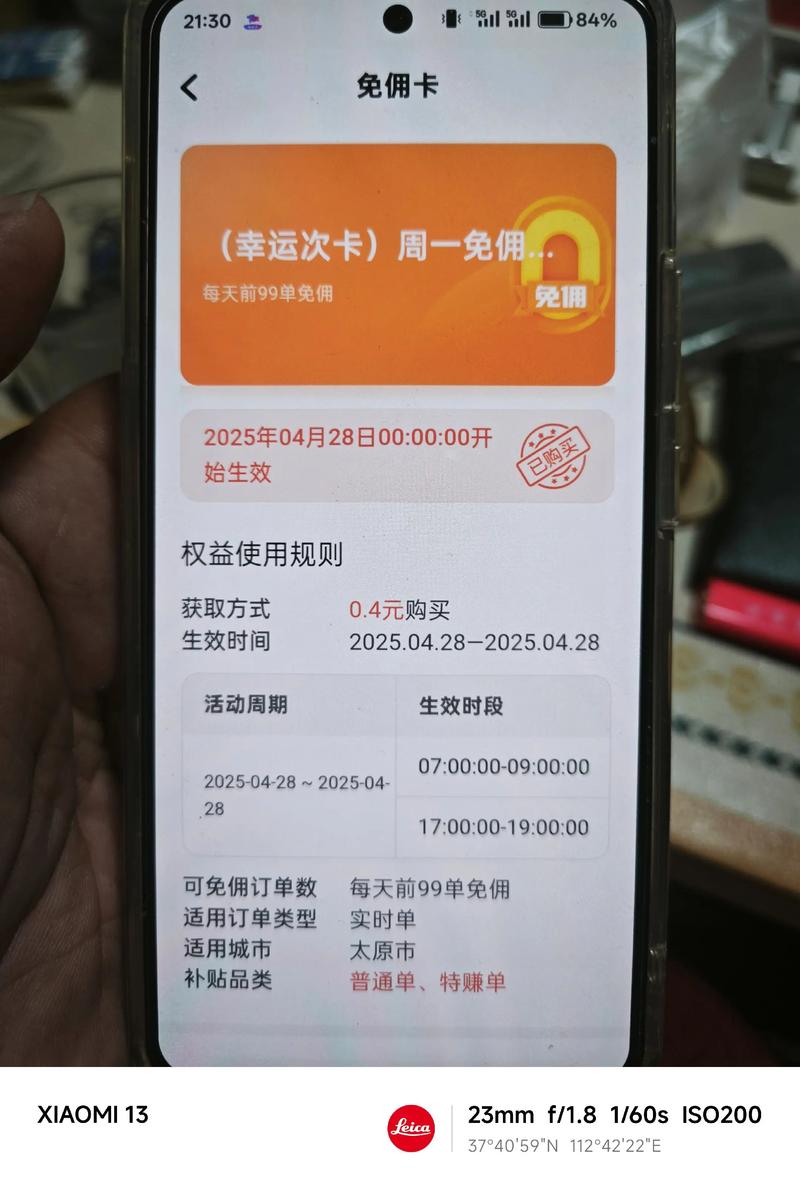 21:30
5G 5G 84%
免佣卡
（幸运次卡）周一免佣...
每天前99单免佣
免佣
2025年04月28日00:00:00开
始生效
已购买
权益使用规则
获取方式 0.4元购买
生效时间 2025.04.28—2025.04.28
活动周期 生效时段
2025-04-28 ~ 2025-04-
28
07:00:00-09:00:00
17:00:00-19:00:00
可免佣订单数 每天前99单免佣
适用订单类型 实时单
适用城市 太原市
补贴品类 普通单、特赚单
XIAOMI 13
Leica
23mm f/1.8 1/60s ISO200
37°40'59"N 112°42'22"E